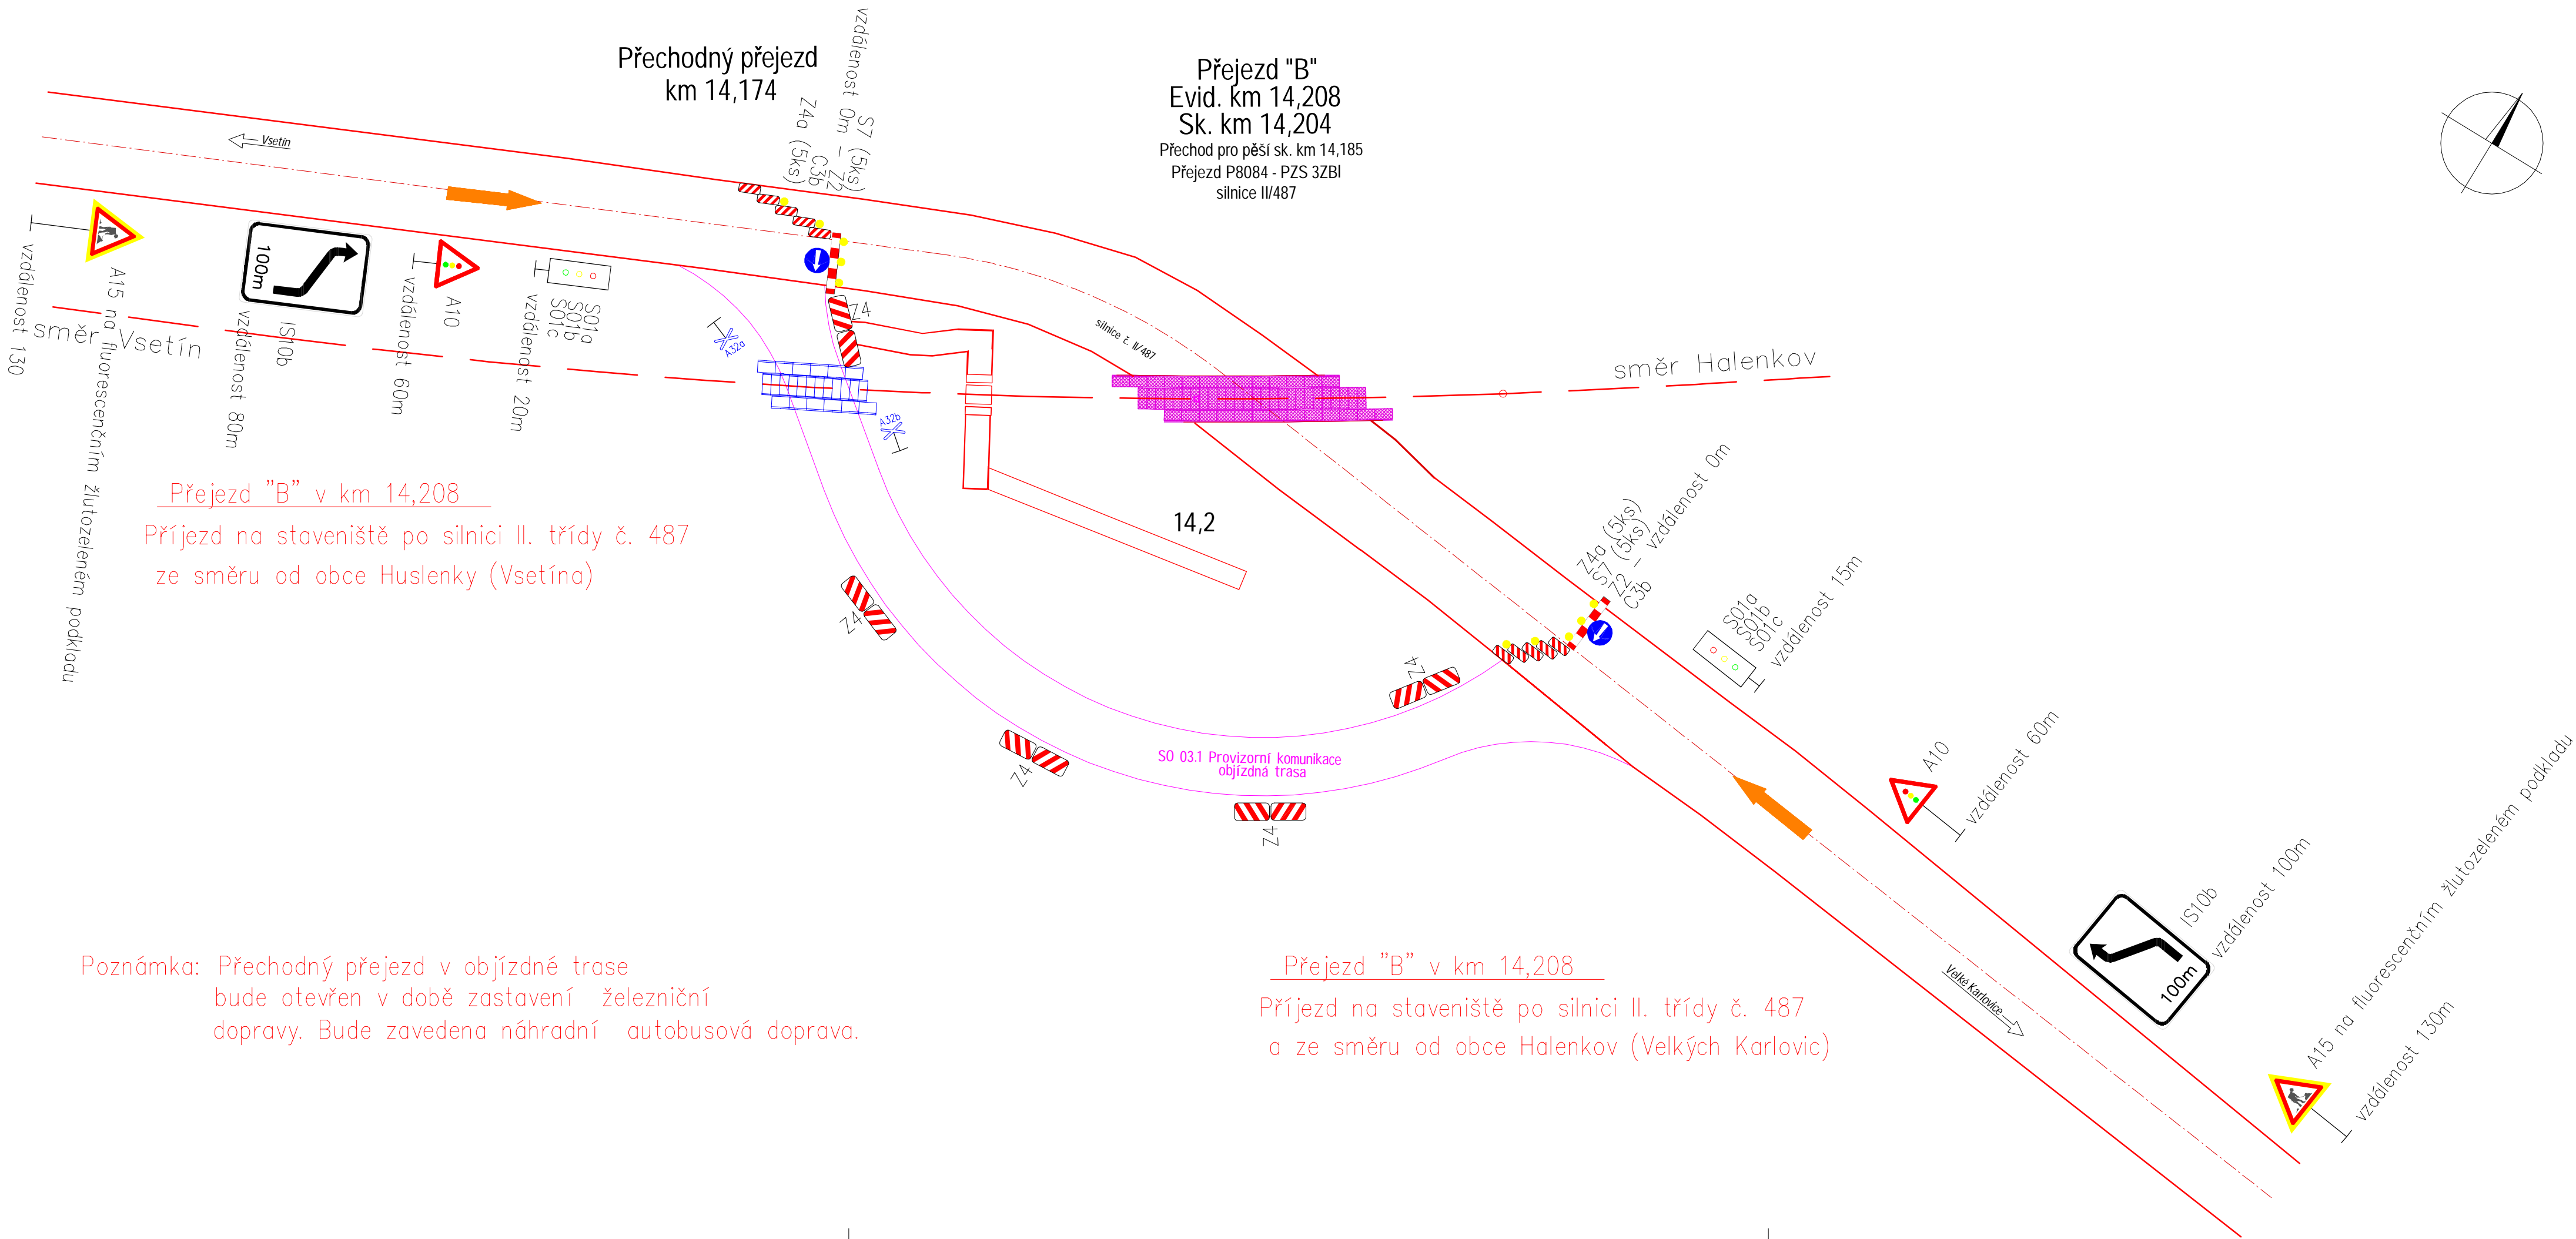 Přechodný přejezd
km 14,174
vzdálenost 0m – Z2
S7 (5ks)
C3b
Z4a (5ks)
Přejezd "B"
Evid. km 14,208
Sk. km 14,204
Přechod pro pěší sk. km 14,185
Přejezd P8084 - PZS 3ZBI
silnice II/487
Vsetín
vzdálenost 130
A15 na fluorescenčním žlutozeleném podkladu
100m
IS10b
vzdálenost 80m
A10
vzdálenost 60m
S01a
S01b
S01c
vzdálenost 20m
směr Vsetín
Z4
A32a
A32b
silnice č. II/487
směr Halenkov
Přejezd "B" v km 14,208
Příjezd na staveniště po silnici II. třídy č. 487
ze směru od obce Huslenky (Vsetína)
14,2
Z4a (5ks)
S7 (5ks)
Z2 – vzdálenost 0m
C3b
S01a
S01b
S01c
vzdálenost 15m
Z4
Z4
Z4
Z4
SO 03.1 Provizorní komunikace
objízdná trasa
A10
vzdálenost 60m
IS10b
vzdálenost 100m
100m
A15 na fluorescenčním žlutozeleném podkladu
vzdálenost 130m
Velké Karlovice
Poznámka: Přechodný přejezd v objízdné trase
bude otevřen v době zastavení železniční
dopravy. Bude zavedena náhradní autobusová doprava.
Přejezd "B" v km 14,208
Příjezd na staveniště po silnici II. třídy č. 487
a ze směru od obce Halenkov (Velkých Karlovic)